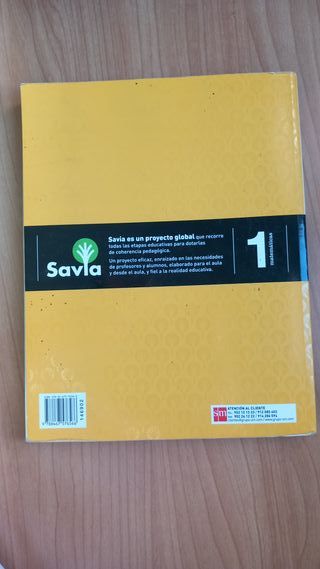 Savia es un proyecto global que recorre
todas las etapas educativas para dotarlas
de coherencia pedagógica.
Un proyecto eficaz, enraizado en las necesidades
de profesores y alumnos, elaborado para el aula
y desde el aula, y fiel a la realidad educativa.
Savia
1
matemáticas
146902
sm
ATENCIÓN AL CLIENTE